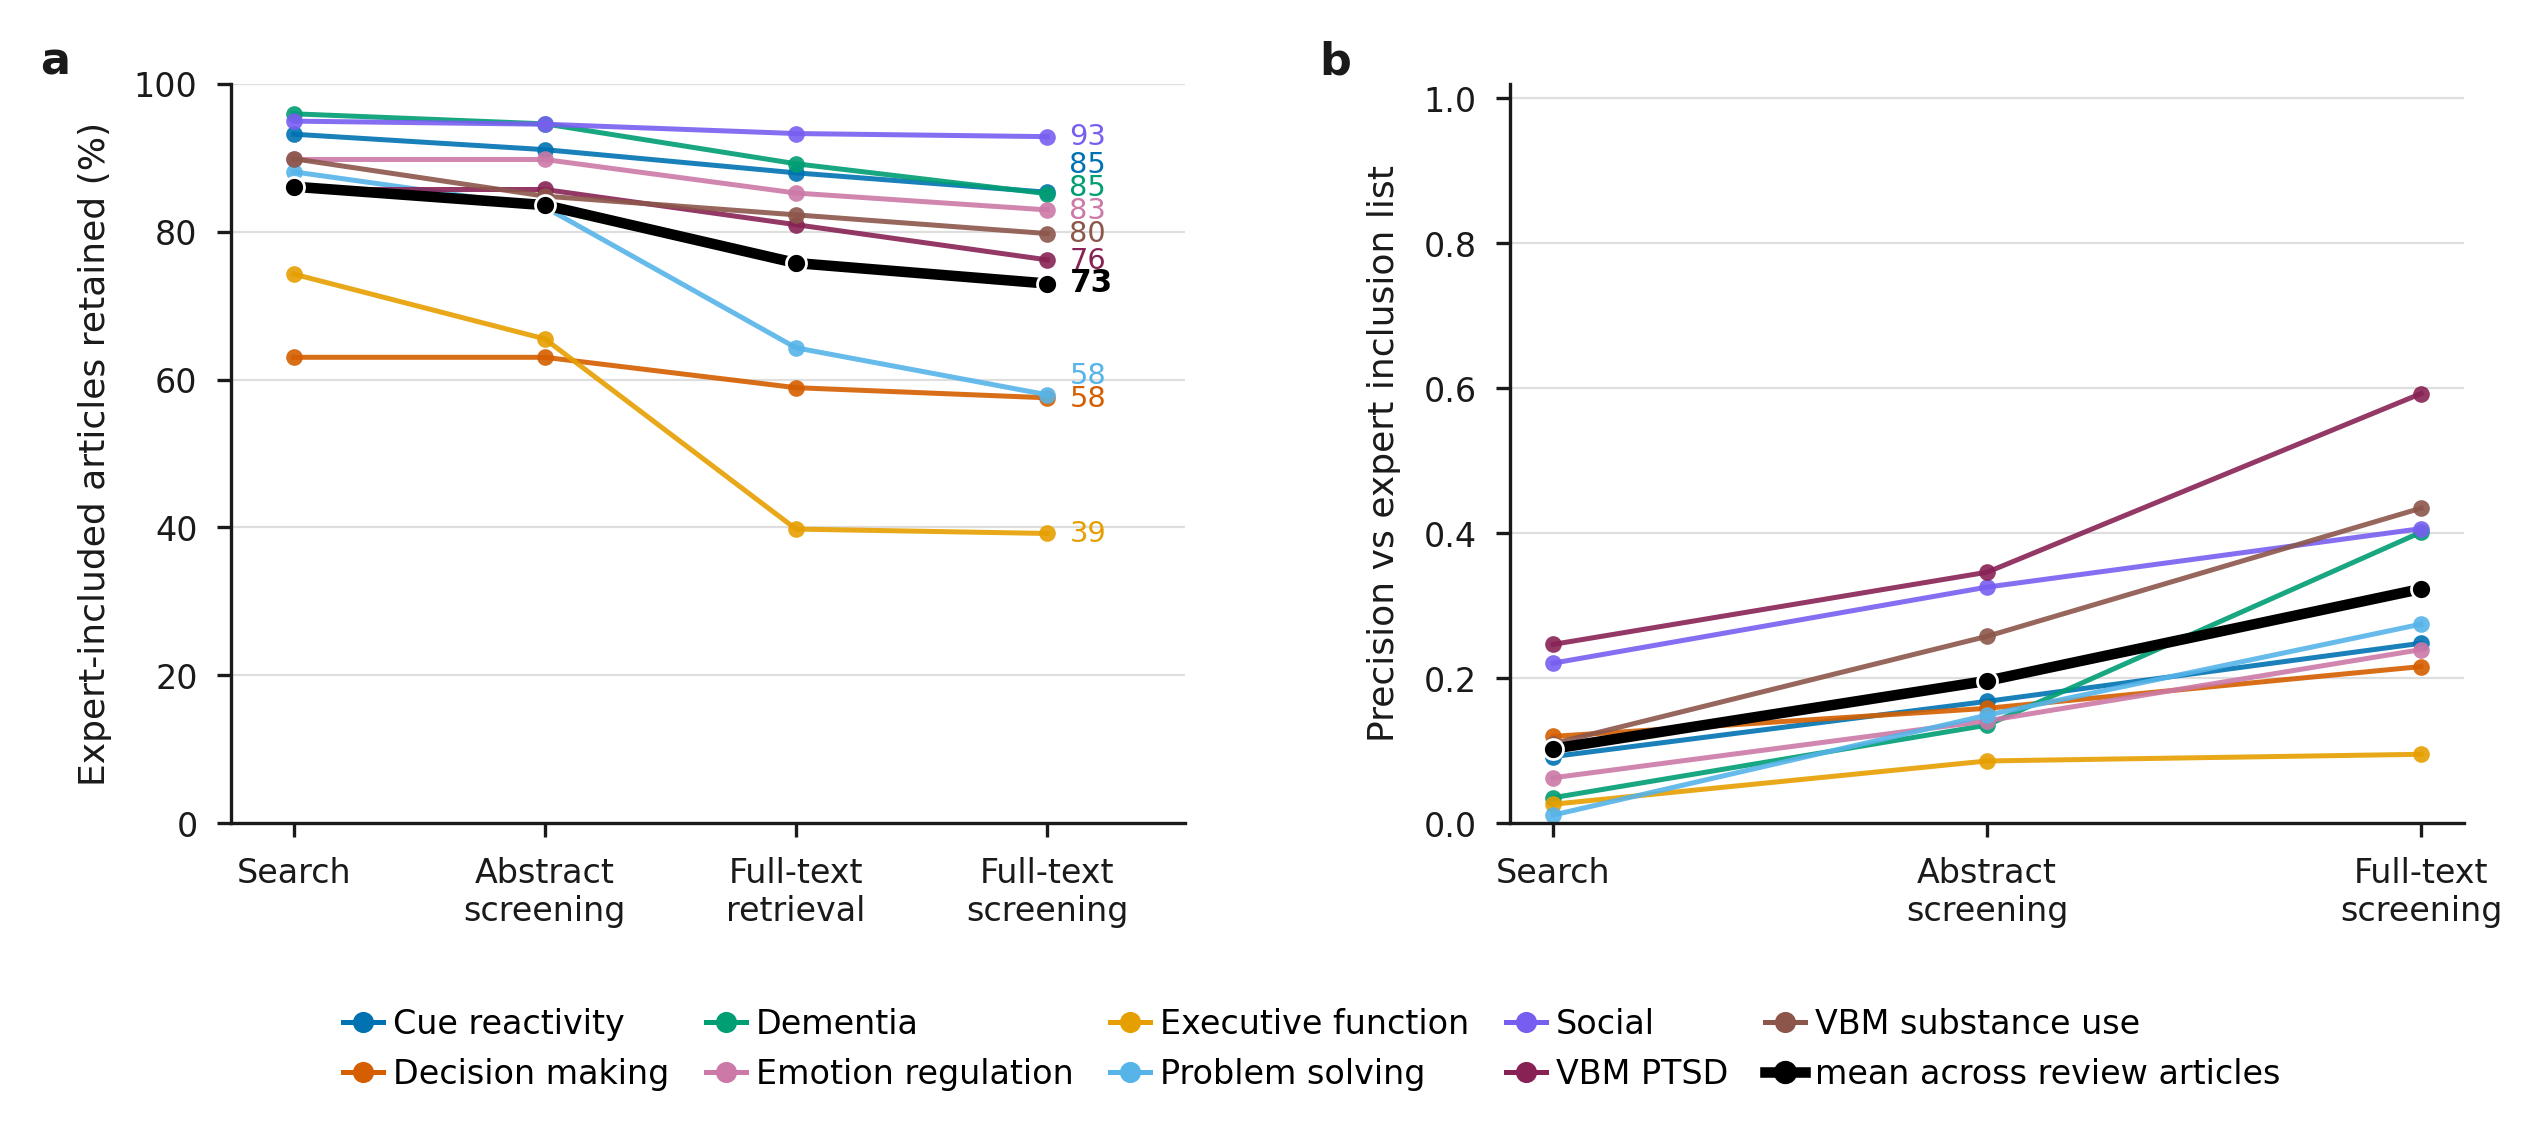 a
Expert-included articles retained (%)
100
80
60
40
20
0
93
85
85
83
80
76
73
58
58
39
Search
Abstract
screening
Full-text
retrieval
Full-text
screening
b
Precision vs expert inclusion list
1.0
0.8
0.6
0.4
0.2
0.0
Search
Abstract
screening
Full-text
screening
Cue reactivity
Dementia
Executive function
Social
VBM substance use
Decision making
Emotion regulation
Problem solving
VBM PTSD
mean across review articles